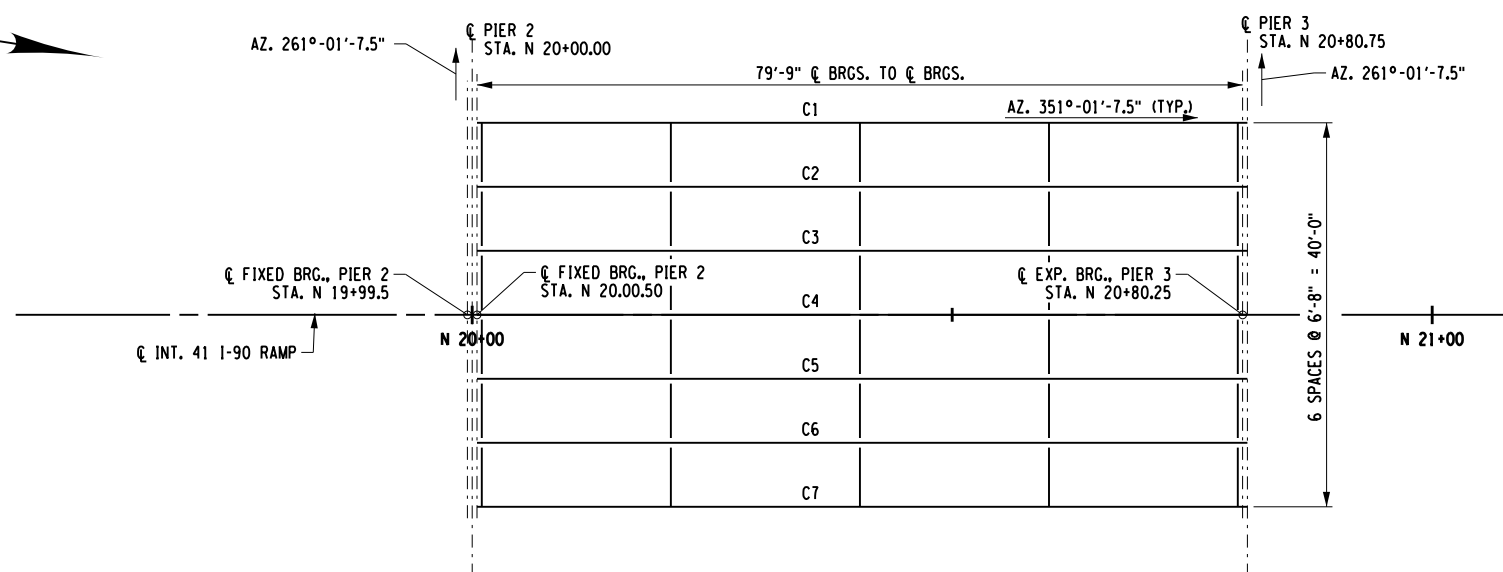 ℄ PIER 2
STA. N 20+00.00
℄ PIER 3
STA. N 20+80.75
AZ. 261°-01'-7.5"
79'-9" ℄ BRGS. TO ℄ BRGS.
AZ. 261°-01'-7.5"
C1
AZ. 351°-01'-7.5" (TYP.)
C2
C3
℄ FIXED BRG., PIER 2
STA. N 19+99.5
℄ FIXED BRG., PIER 2
STA. N 20.00.50
℄ EXP. BRG., PIER 3
STA. N 20+80.25
C4
6 SPACES @ 6'-8" = 40'-0"
N 20+00
N 21+00
℄ INT. 41 I-90 RAMP
C5
C6
C7